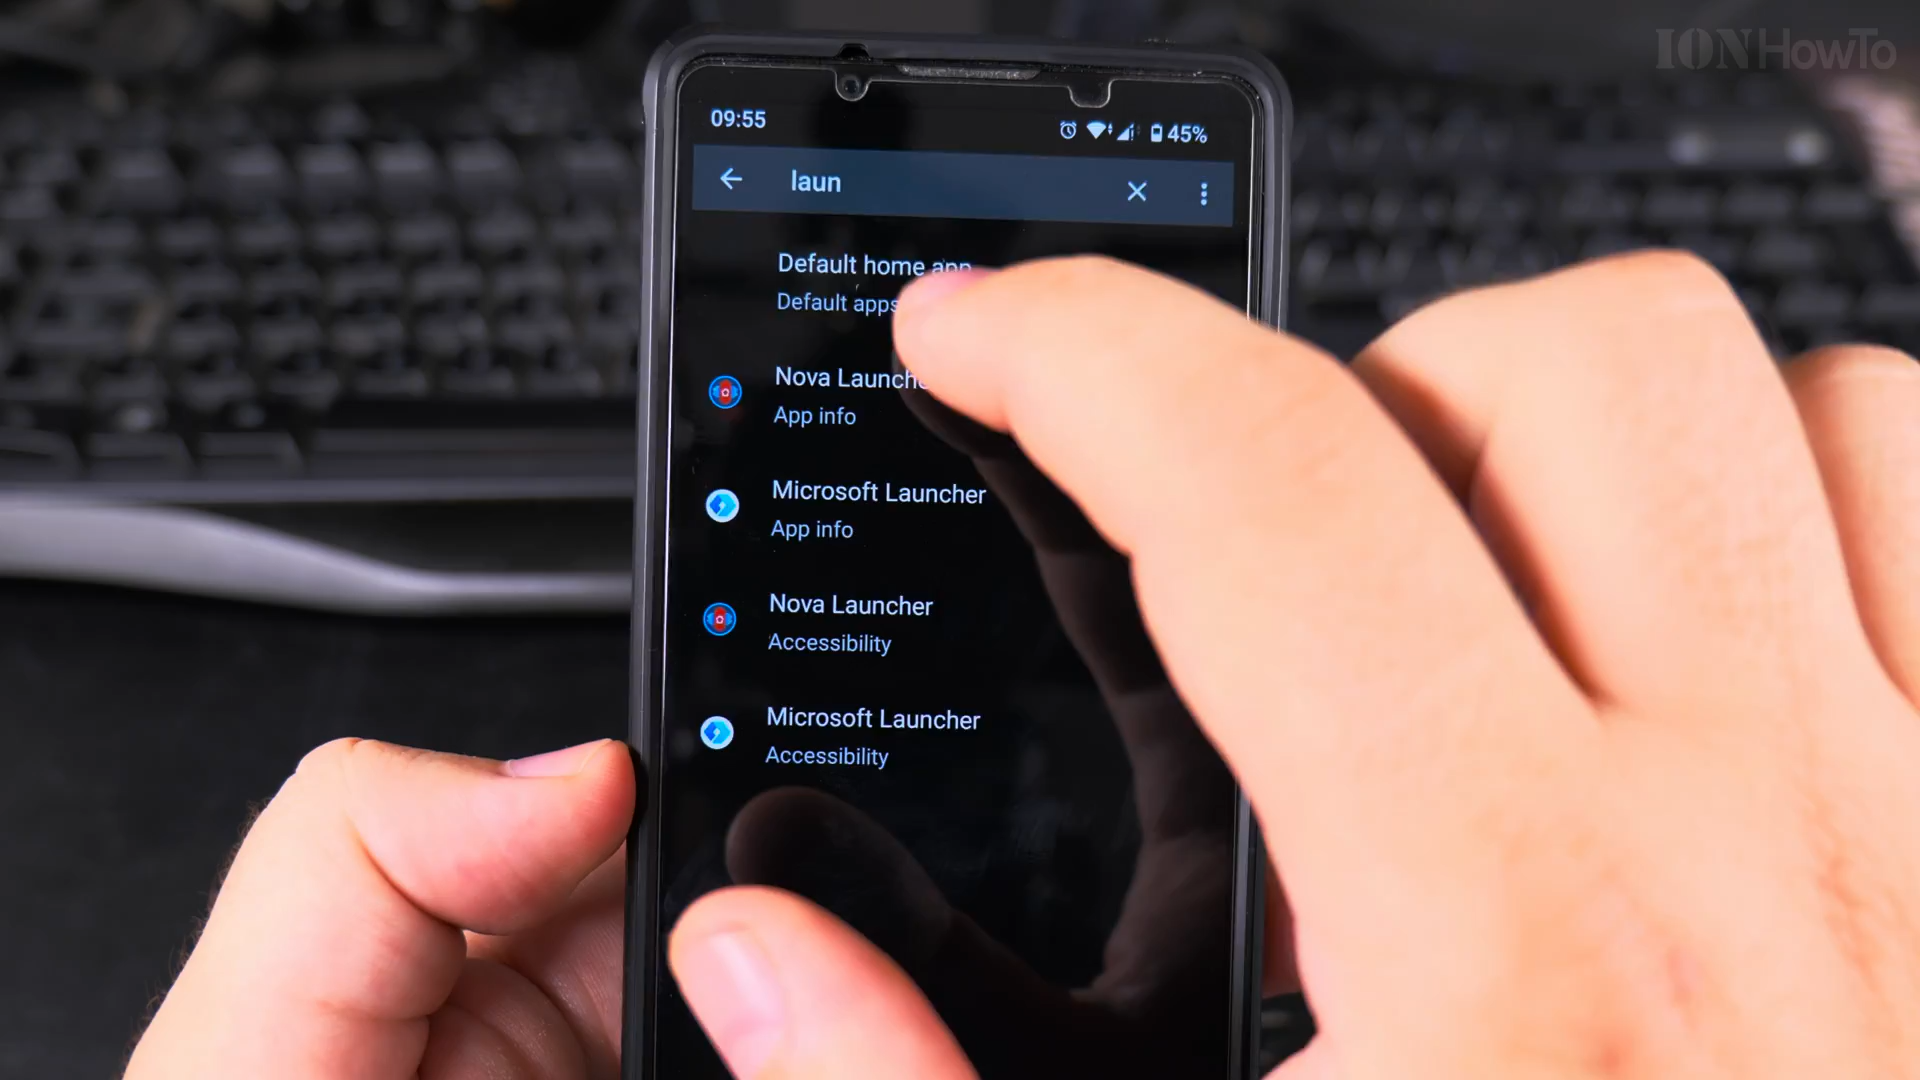 IONHowTo
09:55
45%
laun
Default home app
Default apps
Nova Launche
App info
Microsoft Launcher
App info
Nova Launcher
Accessibility
Microsoft Launcher
Accessibility